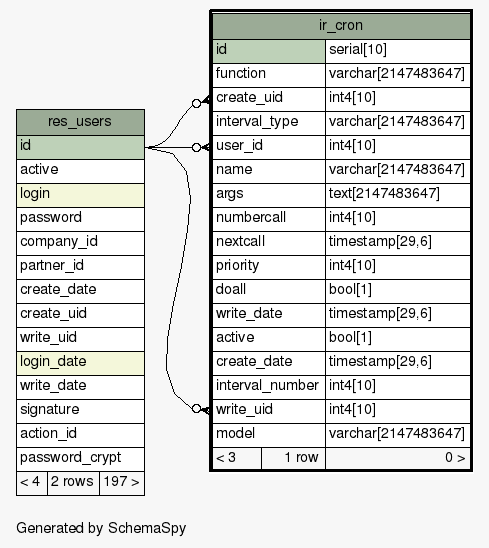 ir_cron
id serial[10]
function varchar[2147483647]
create_uid int4[10]
interval_type varchar[2147483647]
user_id int4[10]
name varchar[2147483647]
args text[2147483647]
numbercall int4[10]
nextcall timestamp[29,6]
priority int4[10]
doall bool[1]
write_date timestamp[29,6]
active bool[1]
create_date timestamp[29,6]
interval_number int4[10]
write_uid int4[10]
model varchar[2147483647]
< 3 1 row 0 >
res_users
id
active
login
password
company_id
partner_id
create_date
create_uid
write_uid
login_date
write_date
signature
action_id
password_crypt
< 4 2 rows 197 >
Generated by SchemaSpy